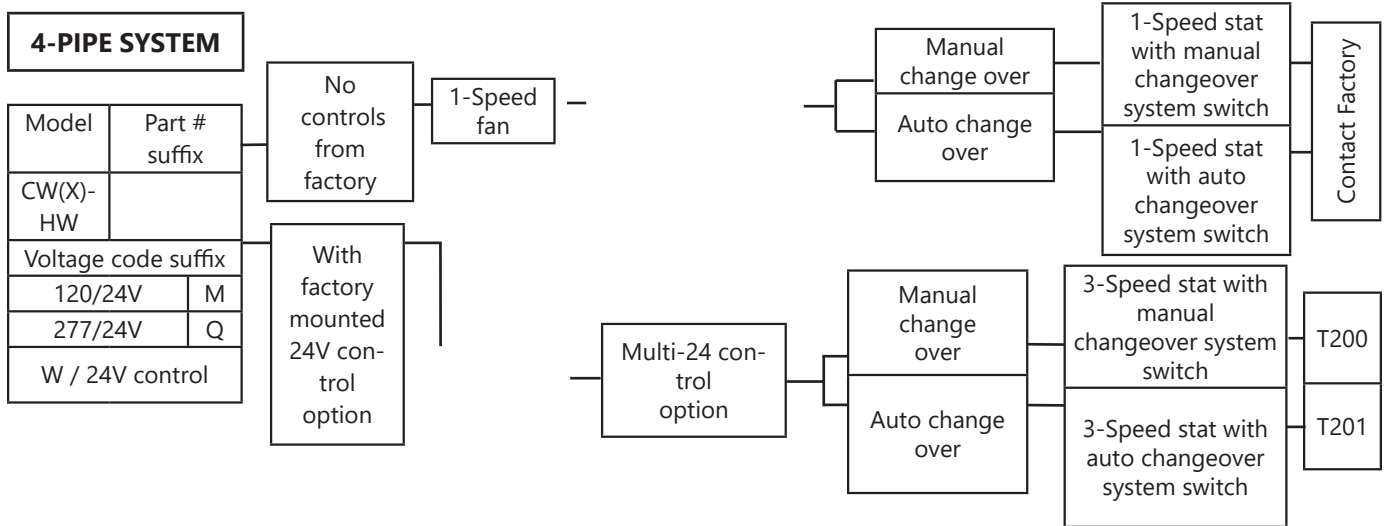 4-PIPE SYSTEM
Model
Part #
suffix
CW(X)-
HW
Voltage code suffix
120/24V
M
277/24V
Q
W / 24V control
No
controls
from
factory
1-Speed
fan
With
factory
mounted
24V con-
trol
option
Manual
change over
Auto change
over
1-Speed stat
with manual
changeover
system switch
1-Speed stat
with auto
changeover
system switch
Contact Factory
Multi-24 con-
trol
option
Manual
change
over
Auto change
over
3-Speed stat with
manual
changeover system
switch
3-Speed stat with
auto changeover
system switch
T200
T201